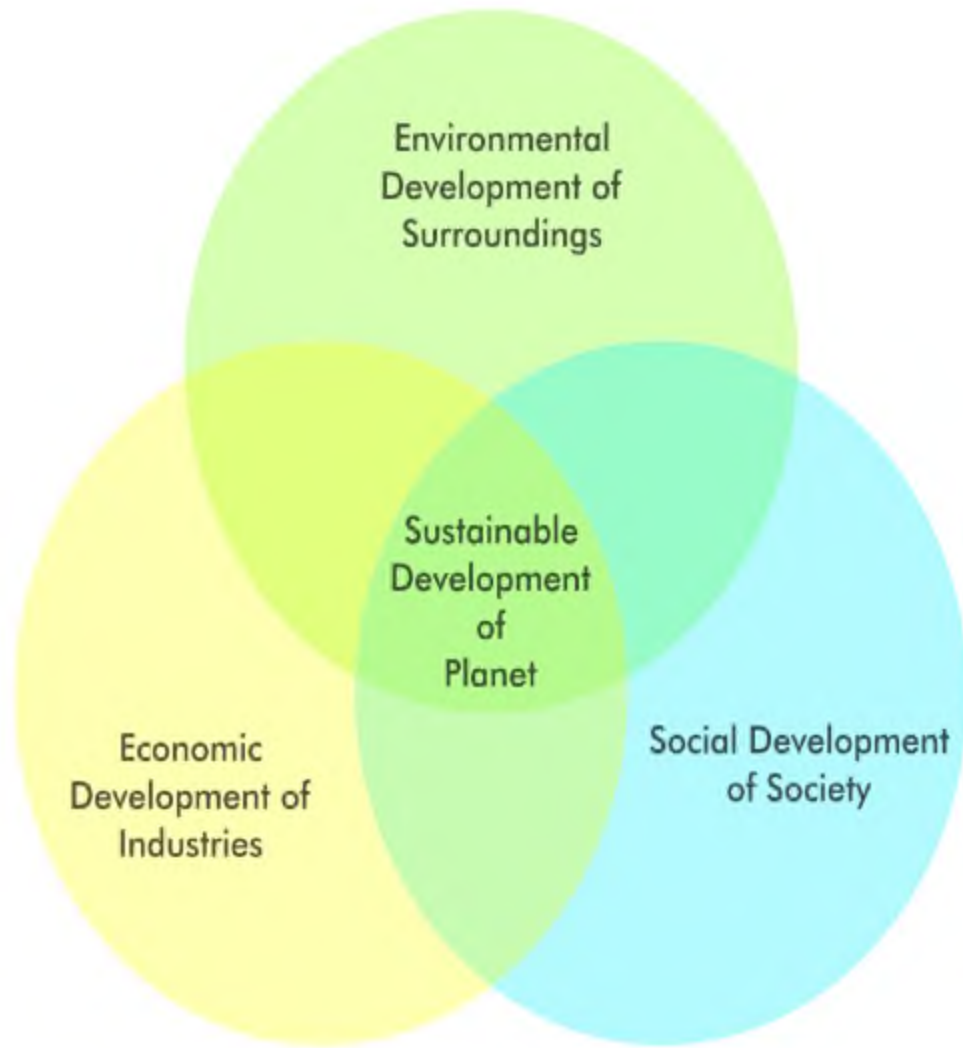 Environmental
Development of
Surroundings
Sustainable
Development
of
Planet
Economic
Development of
Industries
Social Development
of Society